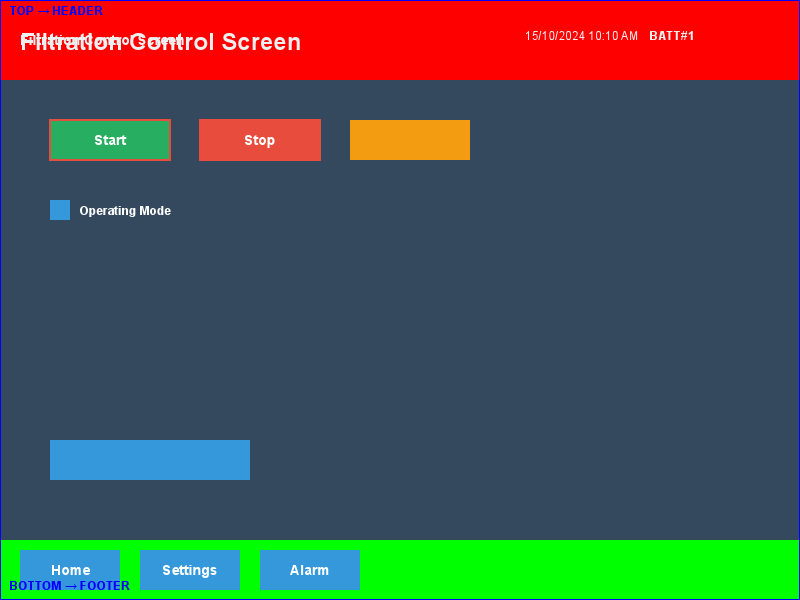 TOP → HEADER
Filtration Control Screen
Filtration Control Screen
15/10/2024 10:10 AM BATT#1
Start Stop
Operating Mode
Home Settings Alarm
BOTTOM → FOOTER